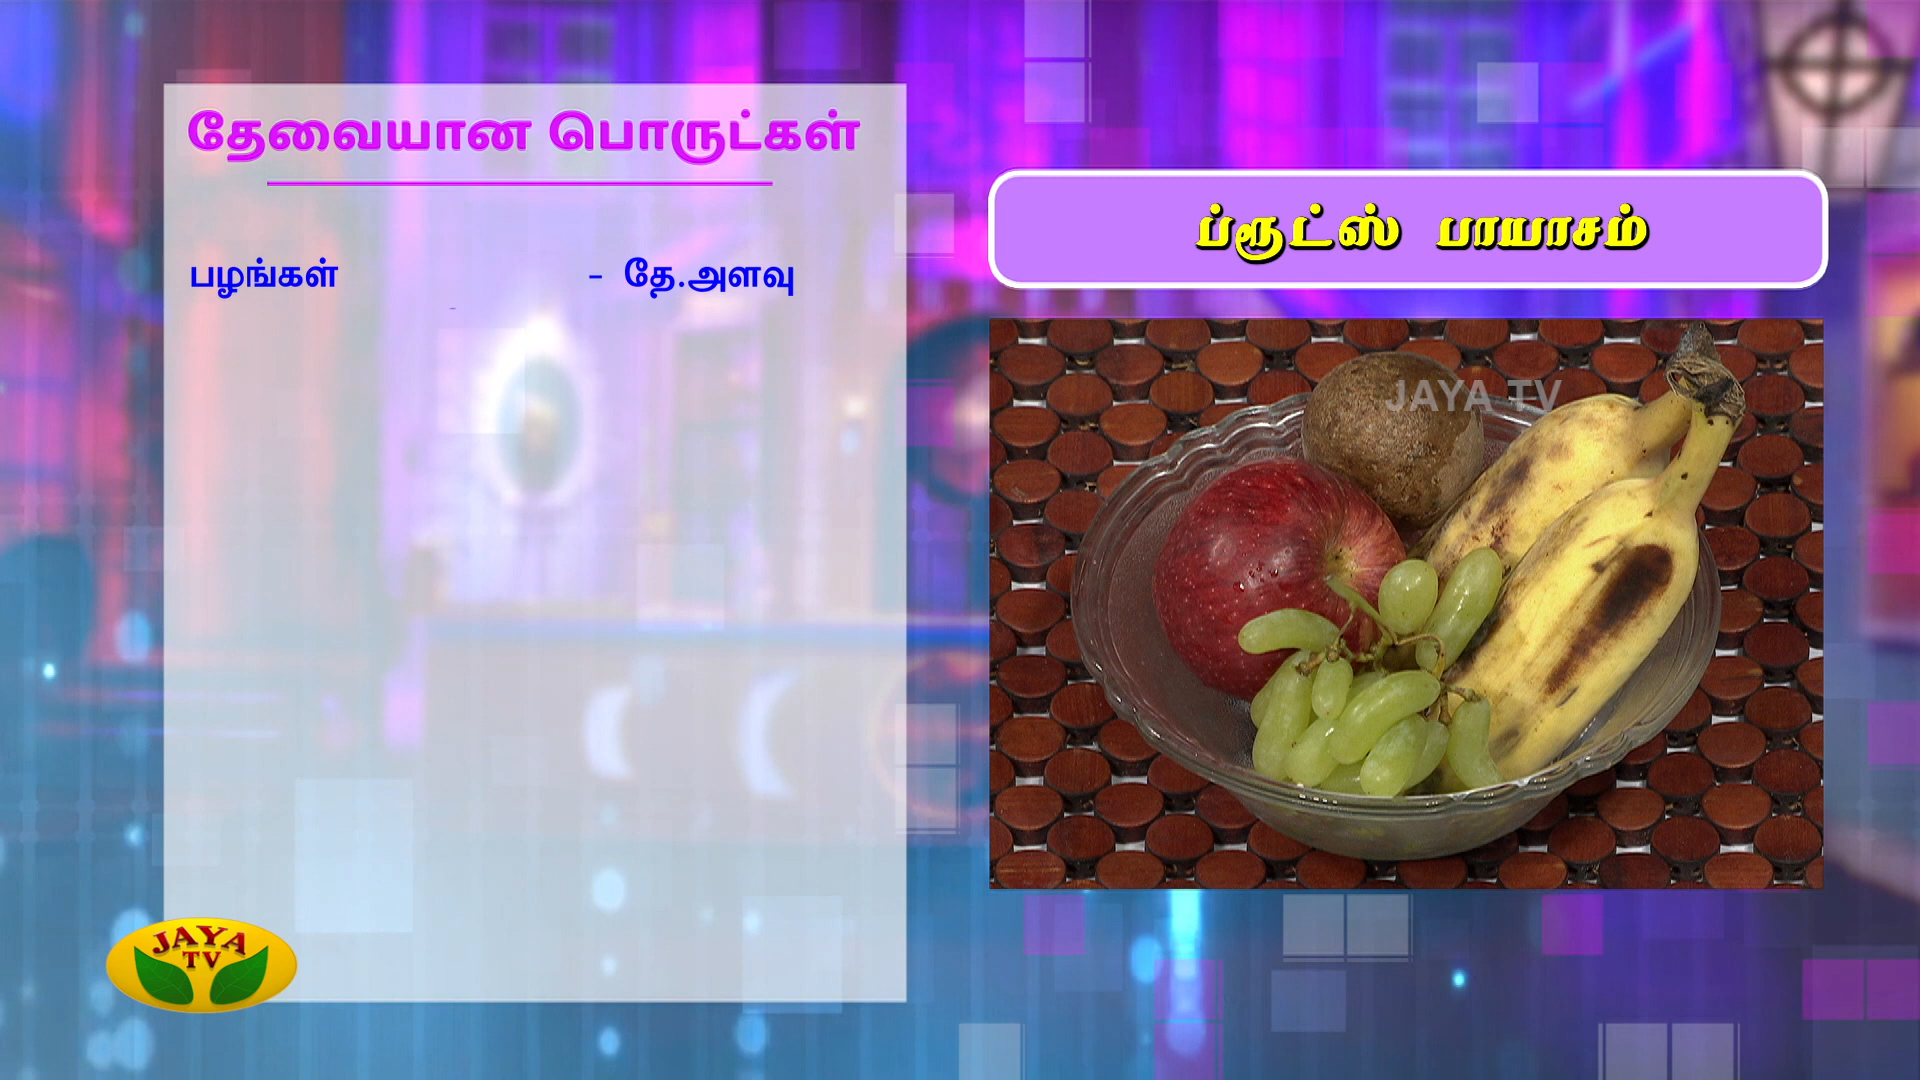 தேவையான பொருட்கள்
பழங்கள் - தே.அளவு
ப்ரூட்ஸ் பாயாசம்
JAYA TV
JAYA
TV